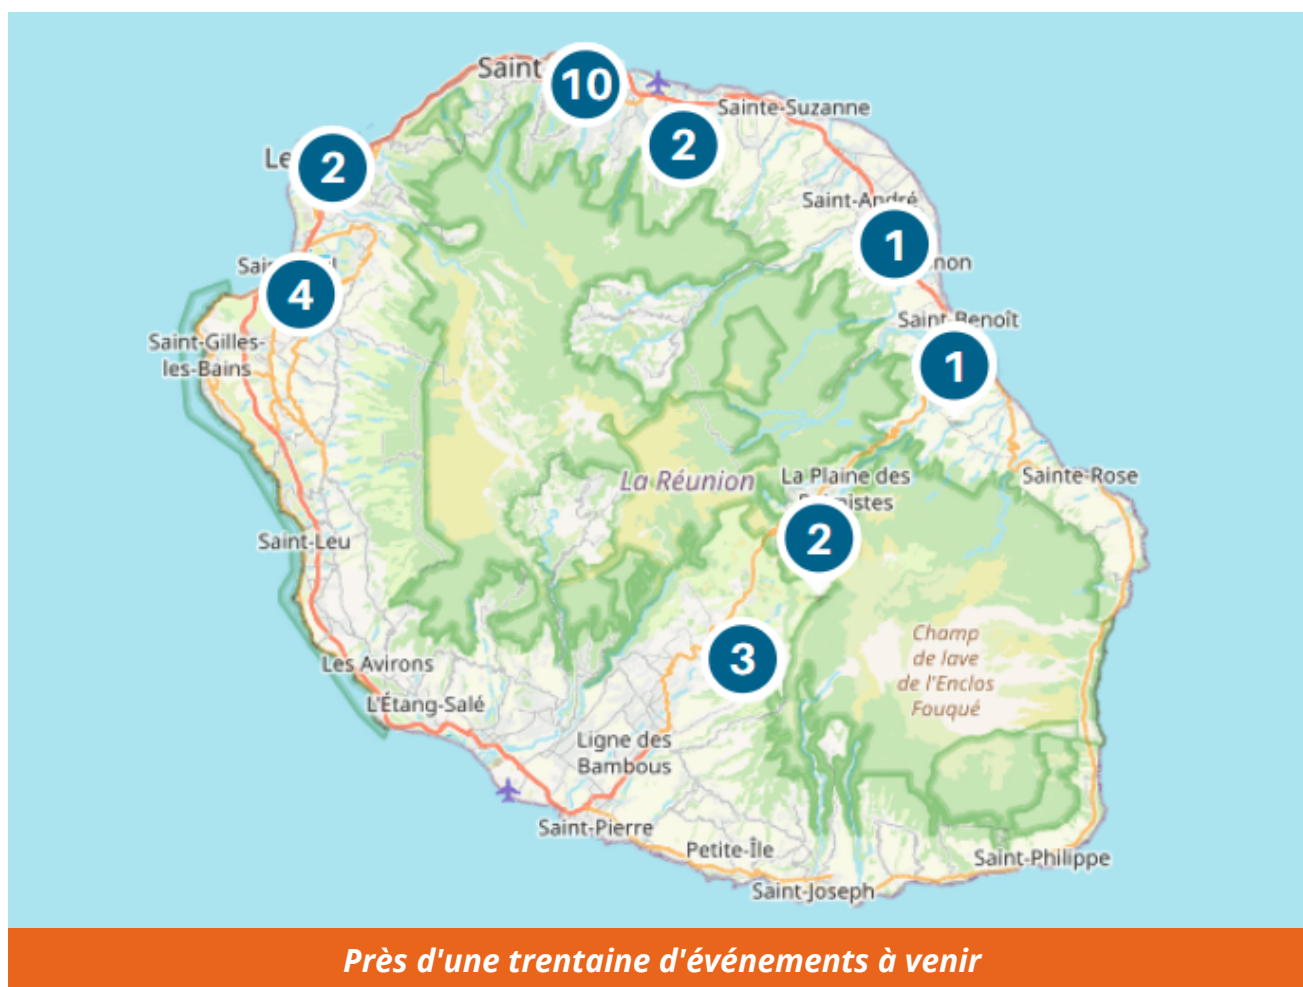 Saint
10
Sainte-Suzanne
2
Le
2
Saint-André
1
non
4
Saint-Benoît
Saint-Gilles-
les-Bains
1
La Réunion
La Plaine des
Sainte-Rose
2
Saint-Leu
Champ
de lave
de l'Enclos
Fouqué
Les Avirons
3
L'Étang-Salé
Ligne des
Bambous
Saint-Pierre
Petite-Île
Saint-Philippe
Saint-Joseph
Près d'une trentaine d'événements à venir